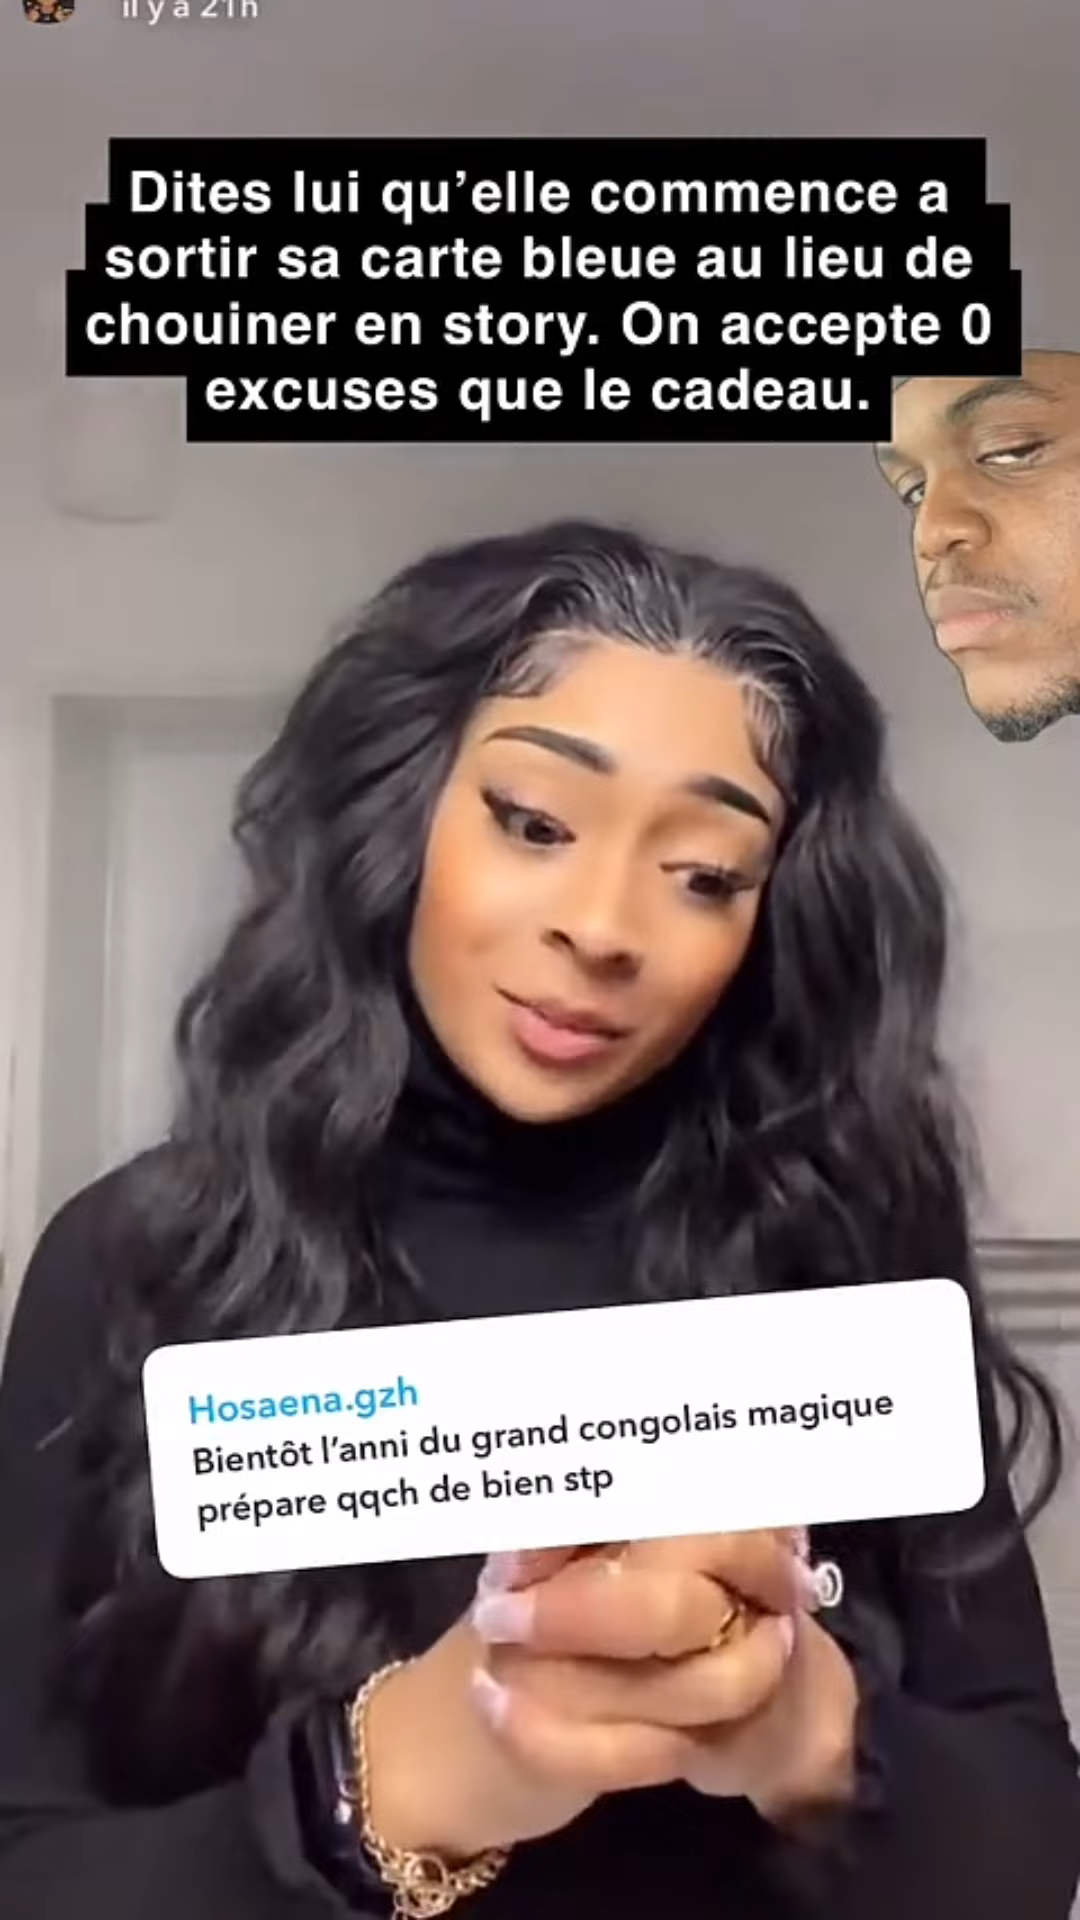 il y a 21h
Dites lui qu’elle commence a
sortir sa carte bleue au lieu de
chouiner en story. On accepte 0
excuses que le cadeau.
Hosaena.gzh
Bientôt l’anni du grand congolais magique
prépare qqch de bien stp